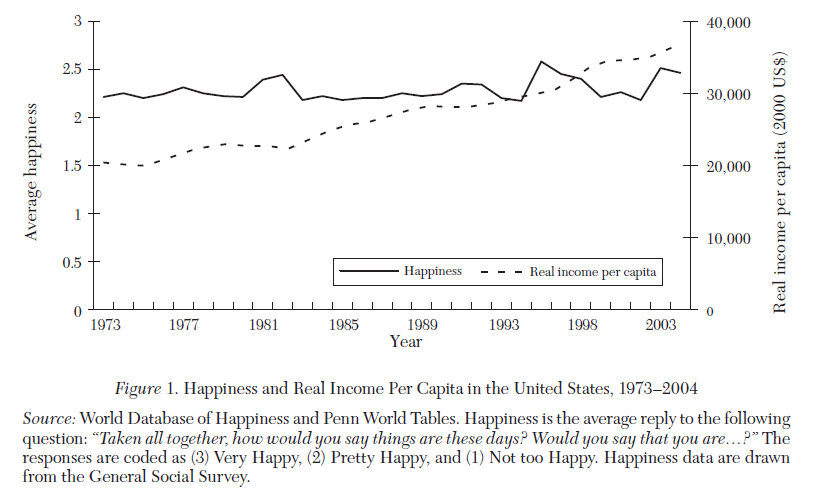 3
2.5
2
1.5
1
0.5
0
Average happiness
40,000
30,000
20,000
10,000
0
Real income per capita (2000 US$)
Happiness
Real income per capita
1973 1977 1981 1985 1989 1993 1998 2003
Year
Figure 1. Happiness and Real Income Per Capita in the United States, 1973–2004
Source: World Database of Happiness and Penn World Tables. Happiness is the average reply to the following
question: “Taken all together, how would you say things are these days? Would you say that you are…?” The
responses are coded as (3) Very Happy, (2) Pretty Happy, and (1) Not too Happy. Happiness data are drawn
from the General Social Survey.